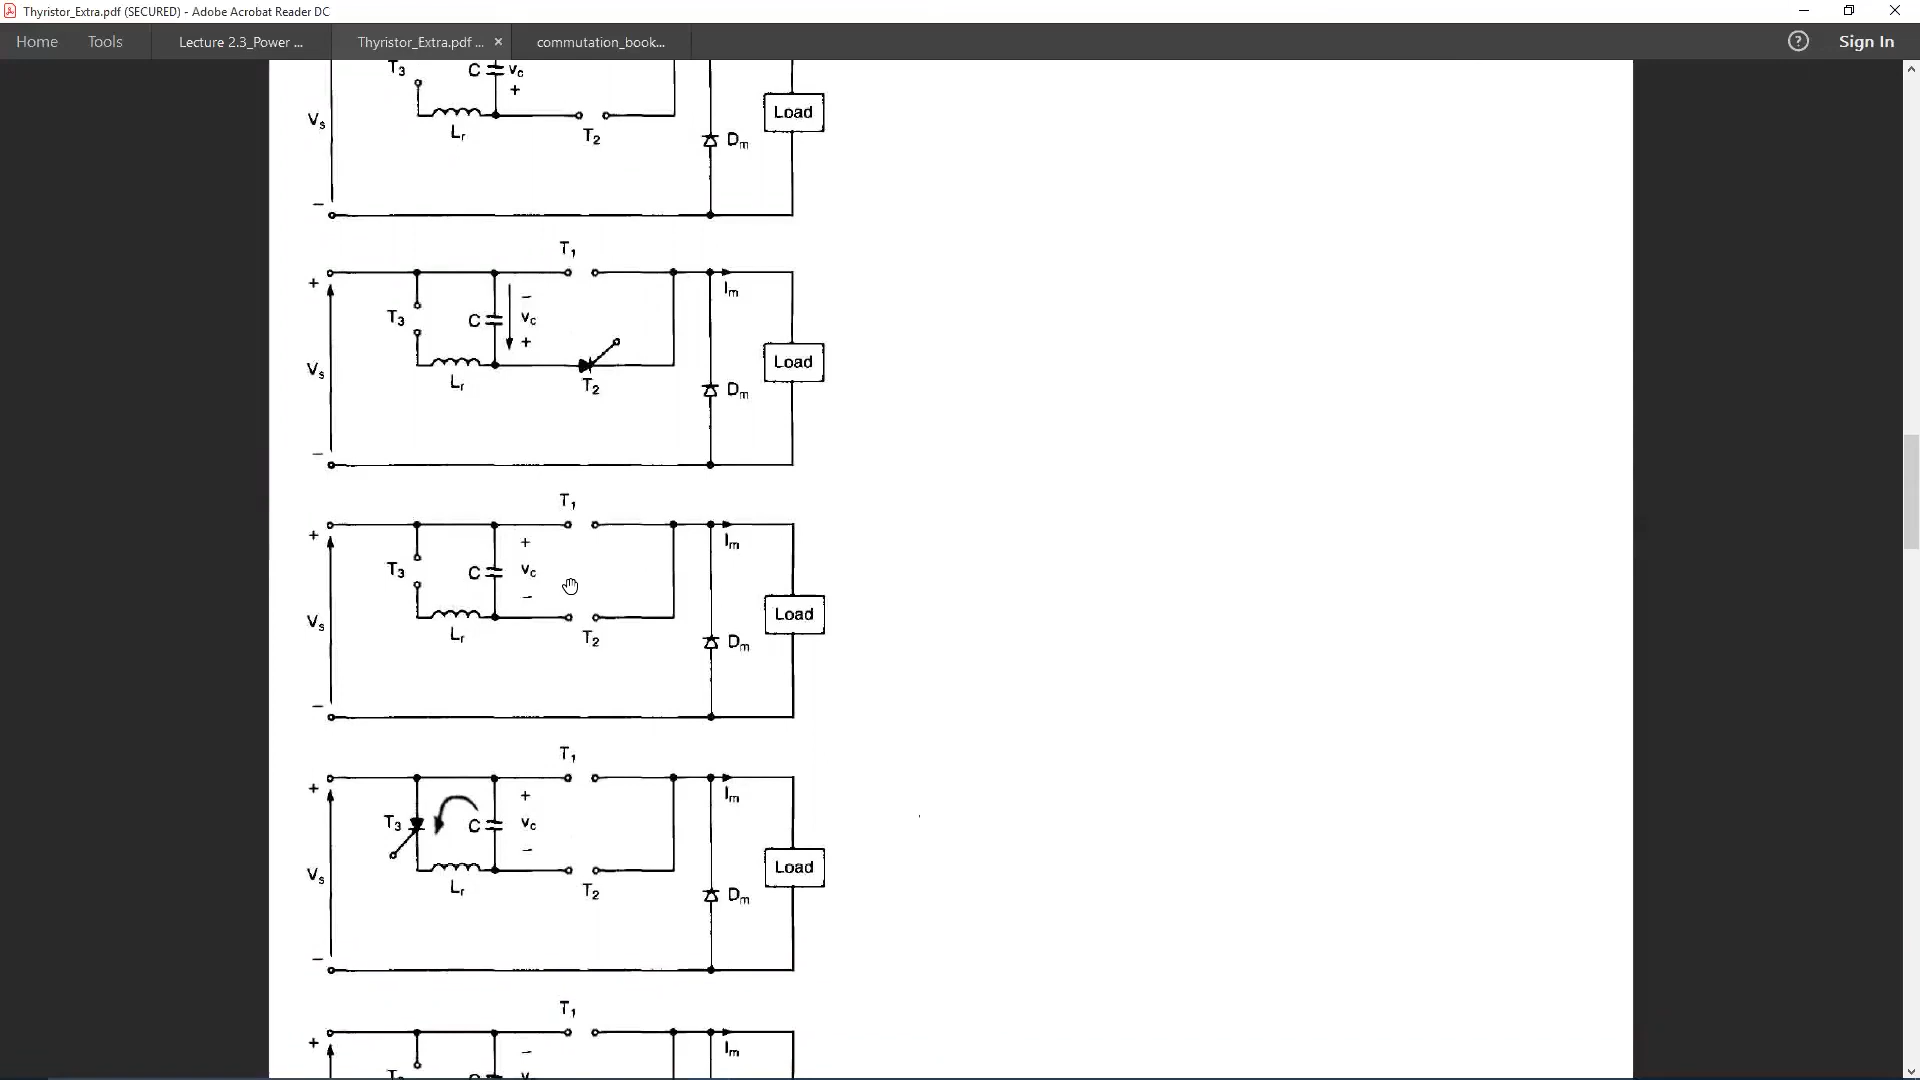 Thyristor_Extra.pdf (SECURED) - Adobe Acrobat Reader DC
Home Tools Lecture 2.3_Power ... Thyristor_Extra.pdf ... × commutation_book... ? Sign In
T3 C vc
+
Vs Lr T2 Dm Load
−
T1
+ Im
−
T3 C vc
+
Vs Lr T2 Dm Load
−
T1
+ Im
+
T3 C vc
−
Vs Lr T2 Dm Load
−
T1
+ Im
+
T3 C vc
−
Vs Lr T2 Dm Load
−
T1
+ Im
−